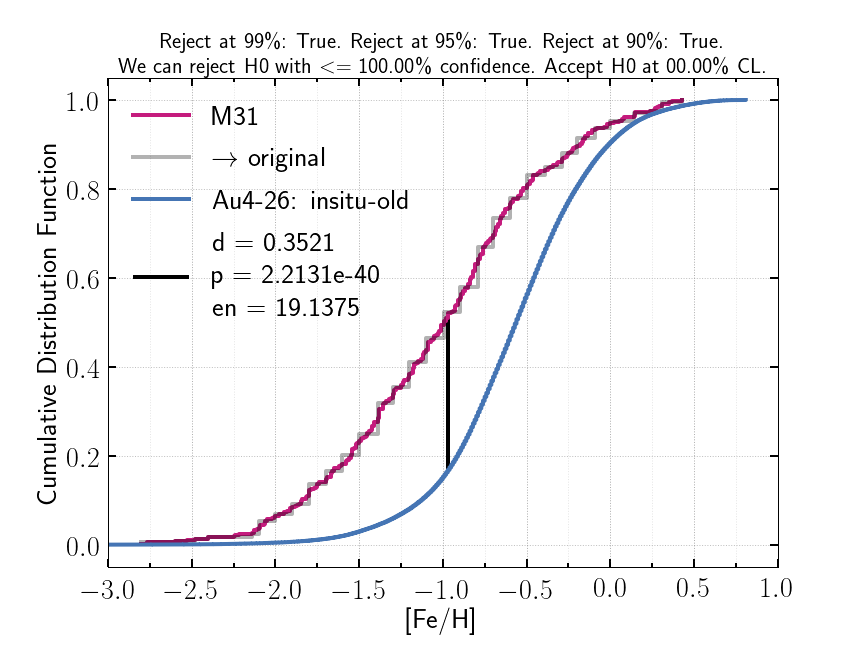 Reject at 99%: True. Reject at 95%: True. Reject at 90%: True.
We can reject H0 with <= 100.00% confidence. Accept H0 at 00.00% CL.
M31
→ original
Au4-26: insitu-old
d = 0.3521
p = 2.2131e-40
en = 19.1375
Cumulative Distribution Function
1.0
0.8
0.6
0.4
0.2
0.0
−3.0 −2.5 −2.0 −1.5 −1.0 −0.5 0.0 0.5 1.0
[Fe/H]